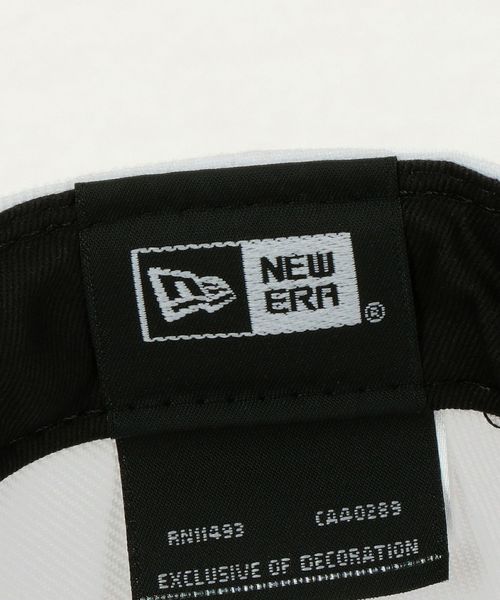 NEW
ERA
®
RN11493 CA40289
EXCLUSIVE OF DECORATION